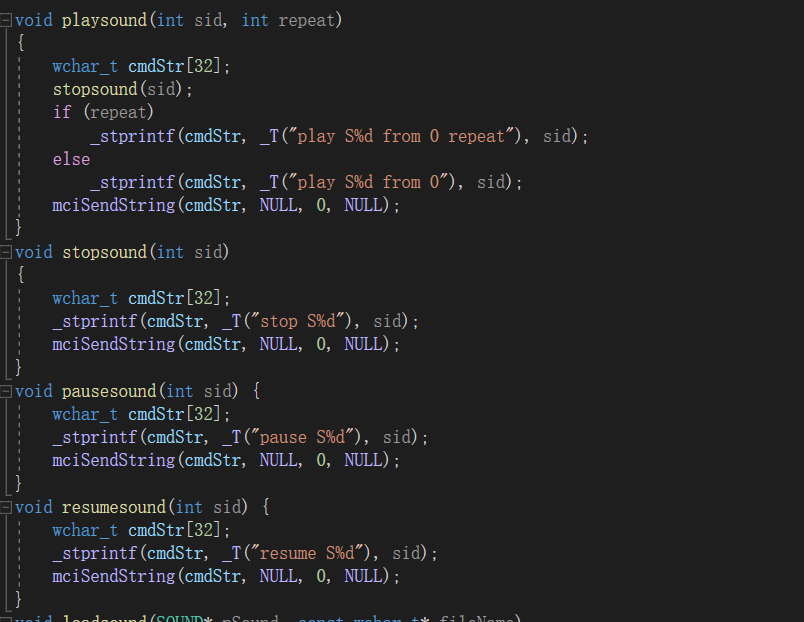 void playsound(int sid, int repeat)
{
wchar_t cmdStr[32];
stopsound(sid);
if (repeat)
_stprintf(cmdStr, _T("play S%d from 0 repeat"), sid);
else
_stprintf(cmdStr, _T("play S%d from 0"), sid);
mciSendString(cmdStr, NULL, 0, NULL);
}
void stopsound(int sid)
{
wchar_t cmdStr[32];
_stprintf(cmdStr, _T("stop S%d"), sid);
mciSendString(cmdStr, NULL, 0, NULL);
}
void pausesound(int sid) {
wchar_t cmdStr[32];
_stprintf(cmdStr, _T("pause S%d"), sid);
mciSendString(cmdStr, NULL, 0, NULL);
}
void resumesound(int sid) {
wchar_t cmdStr[32];
_stprintf(cmdStr, _T("resume S%d"), sid);
mciSendString(cmdStr, NULL, 0, NULL);
}
void loadsound(SOUND* pSound, const wchar_t* fileName)